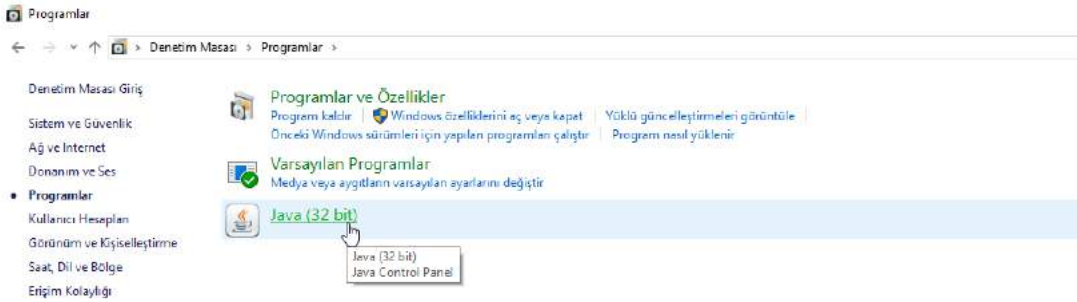 Programlar
Denetim Masası > Programlar >
Denetim Masası Giriş
Sistem ve Güvenlik
Ağ ve Internet
Donanım ve Ses
Programlar
Kullanıcı Hesapları
Görünüm ve Kişiselleştirme
Saat, Dil ve Bölge
Erişim Kolaylığı
Programlar ve Özellikler
Program kaldır | Windows özelliklerini aç veya kapat | Yüklü güncelleştirmeleri görüntüle
Önceki Windows sürümleri için yapılan programları çalıştır | Program nasıl yüklenir
Varsayılan Programlar
Medya veya aygıtların varsayılan ayarlarını değiştir
Java (32 bit)
Java (32 bit)
Java Control Panel